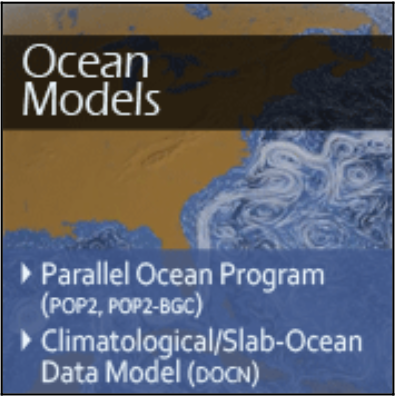 Ocean
Models
Parallel Ocean Program
(POP2, POP2-BGC)
Climatological/Slab-Ocean
Data Model (DOCN)